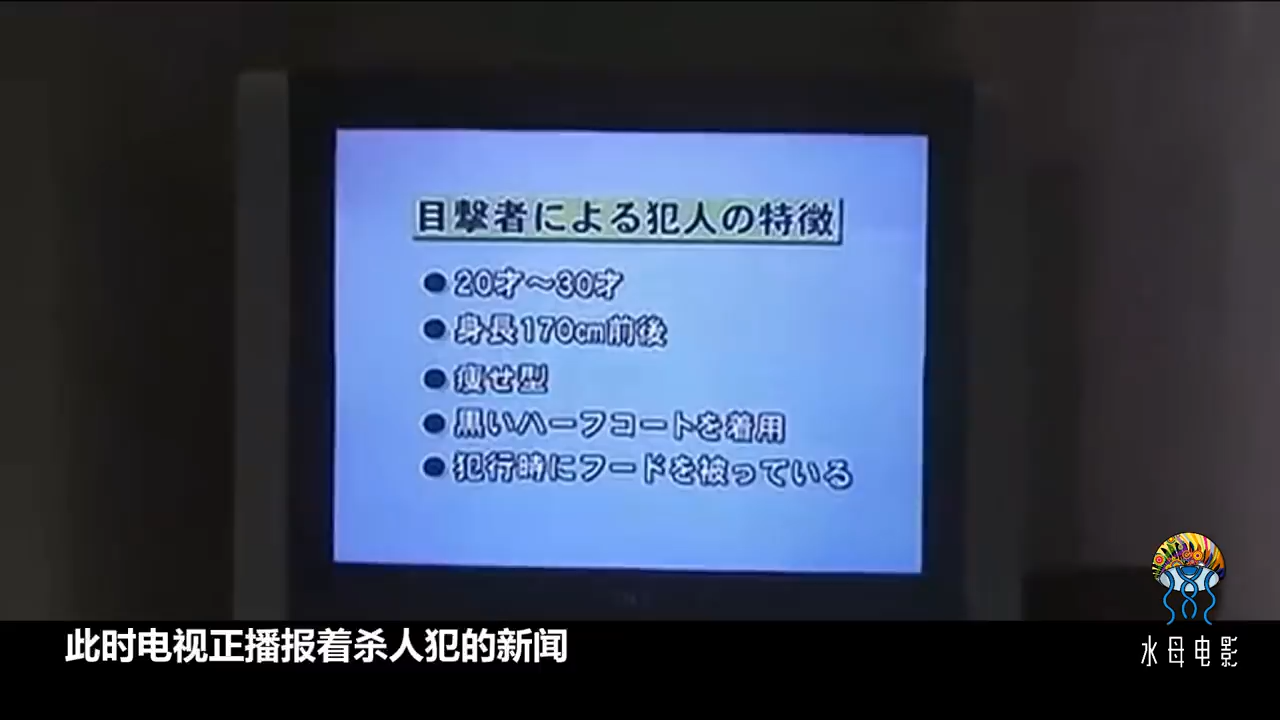 目撃者による犯人の特徴
●20才～30才
●身長170cm前後
●痩せ型
●黒いハーフコートを着用
●犯行時にフードを被っている
此时电视正播报着杀人犯的新闻
水母电影